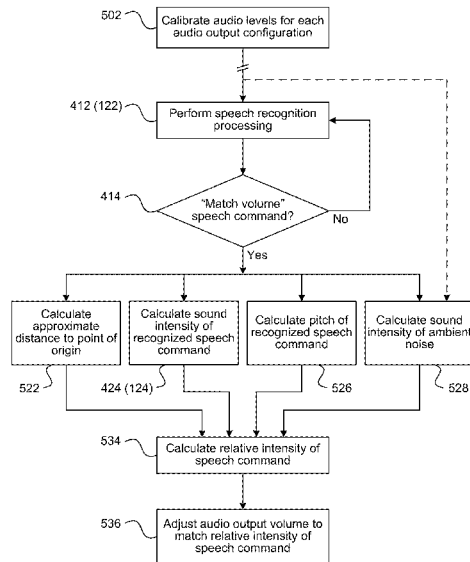 502
Calibrate audio levels for each
audio output configuration
412 (122)
Perform speech recognition
processing
414
"Match volume"
speech command?
No
Yes
Calculate
approximate
distance to point of
origin
Calculate sound
intensity of
recognized speech
command
Calculate pitch of
recognized speech
command
Calculate sound
intensity of ambient
noise
522
424 (124)
526
528
534
Calculate relative intensity of
speech command
536
Adjust audio output volume to
match relative intensity of
speech command